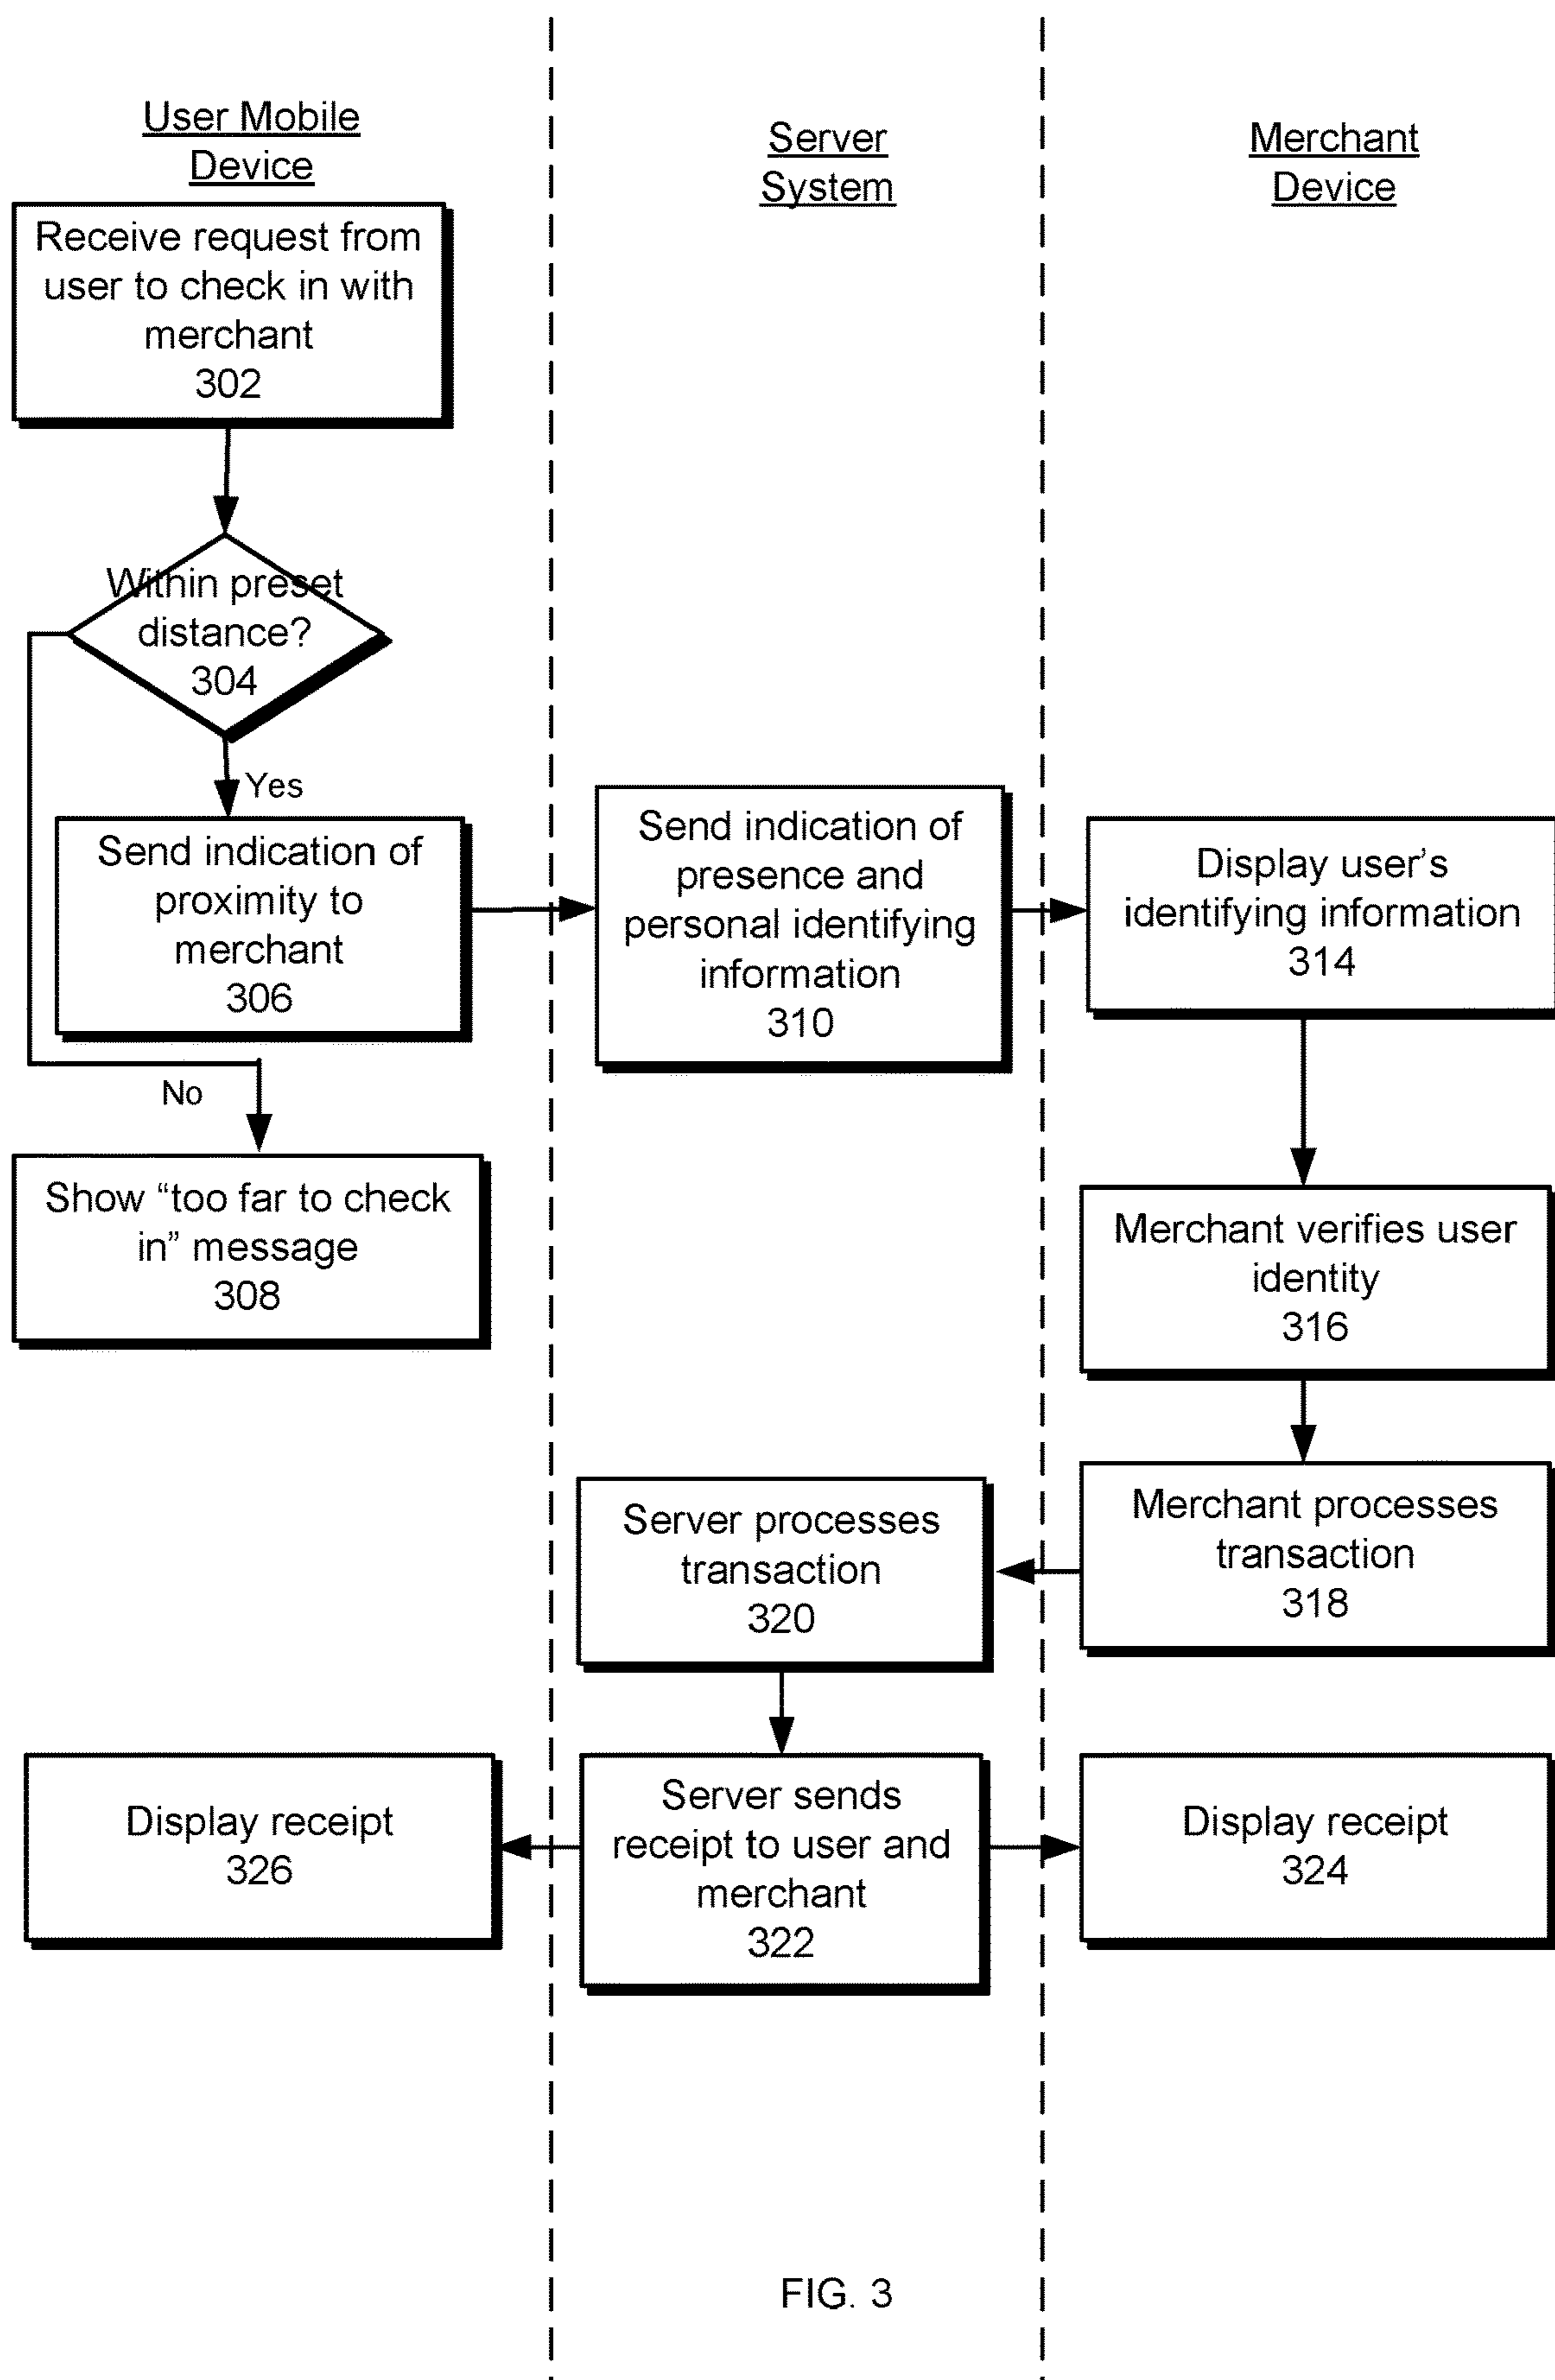 User Mobile
Device
Server
System
Merchant
Device
Receive request from
user to check in with
merchant
302
Within preset
distance?
304
Yes
Send indication of
proximity to
merchant
306
Send indication of
presence and
personal identifying
information
310
Display user's
identifying information
314
No
Show “too far to check
in” message
308
Merchant verifies user
identity
316
Merchant processes
transaction
318
Server processes
transaction
320
Server sends
receipt to user and
merchant
322
Display receipt
326
Display receipt
324
FIG. 3